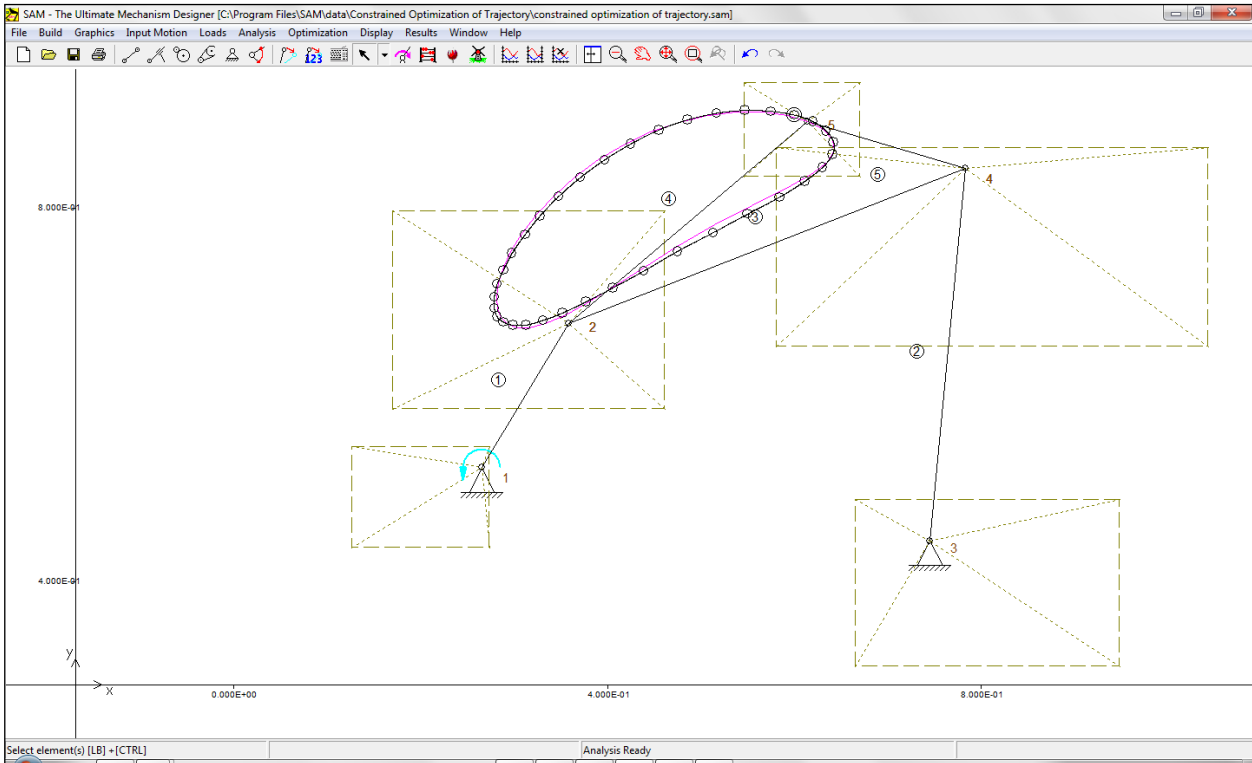 SAM - The Ultimate Mechanism Designer [C:\Program Files\SAM\data\Constrained Optimization of Trajectory\constrained optimization of trajectory.sam]
File Build Graphics Input Motion Loads Analysis Optimization Display Results Window Help
123
5
5
4
4
8.000E-01
3
2
2
1
1
3
4.000E-01
y
x
0.000E+00
4.000E-01
8.000E-01
Select element(s) [LB] +[CTRL]
Analysis Ready